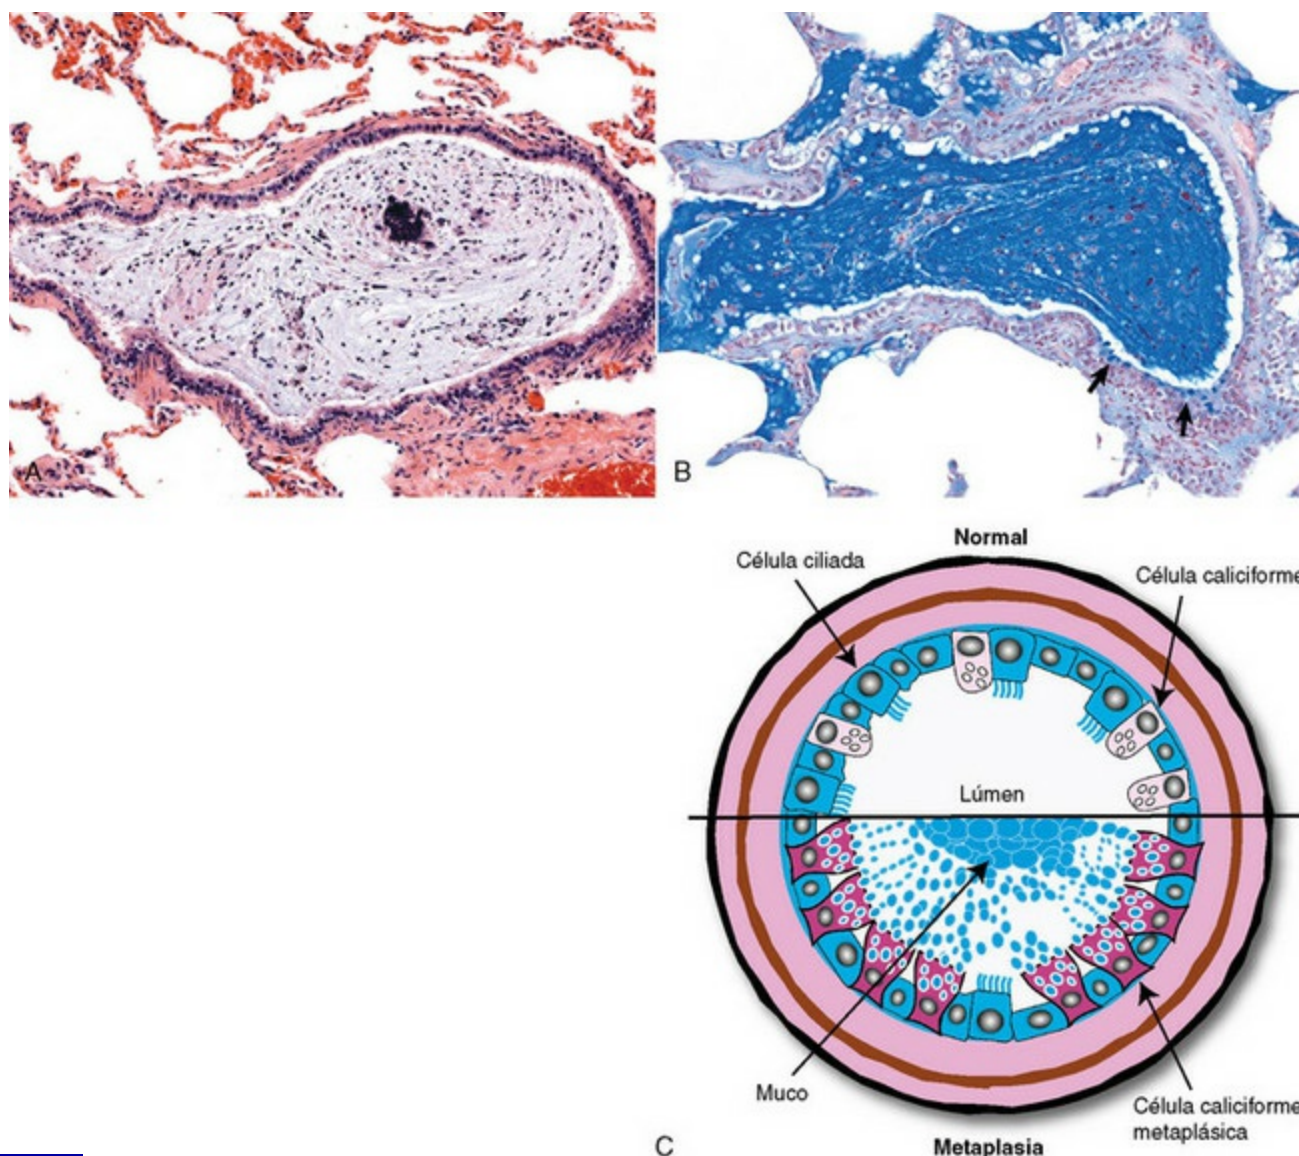 A
B
Normal
Célula ciliada
Célula caliciforme
Lúmen
Muco
Célula caliciforme
metaplásica
C
Metaplasia